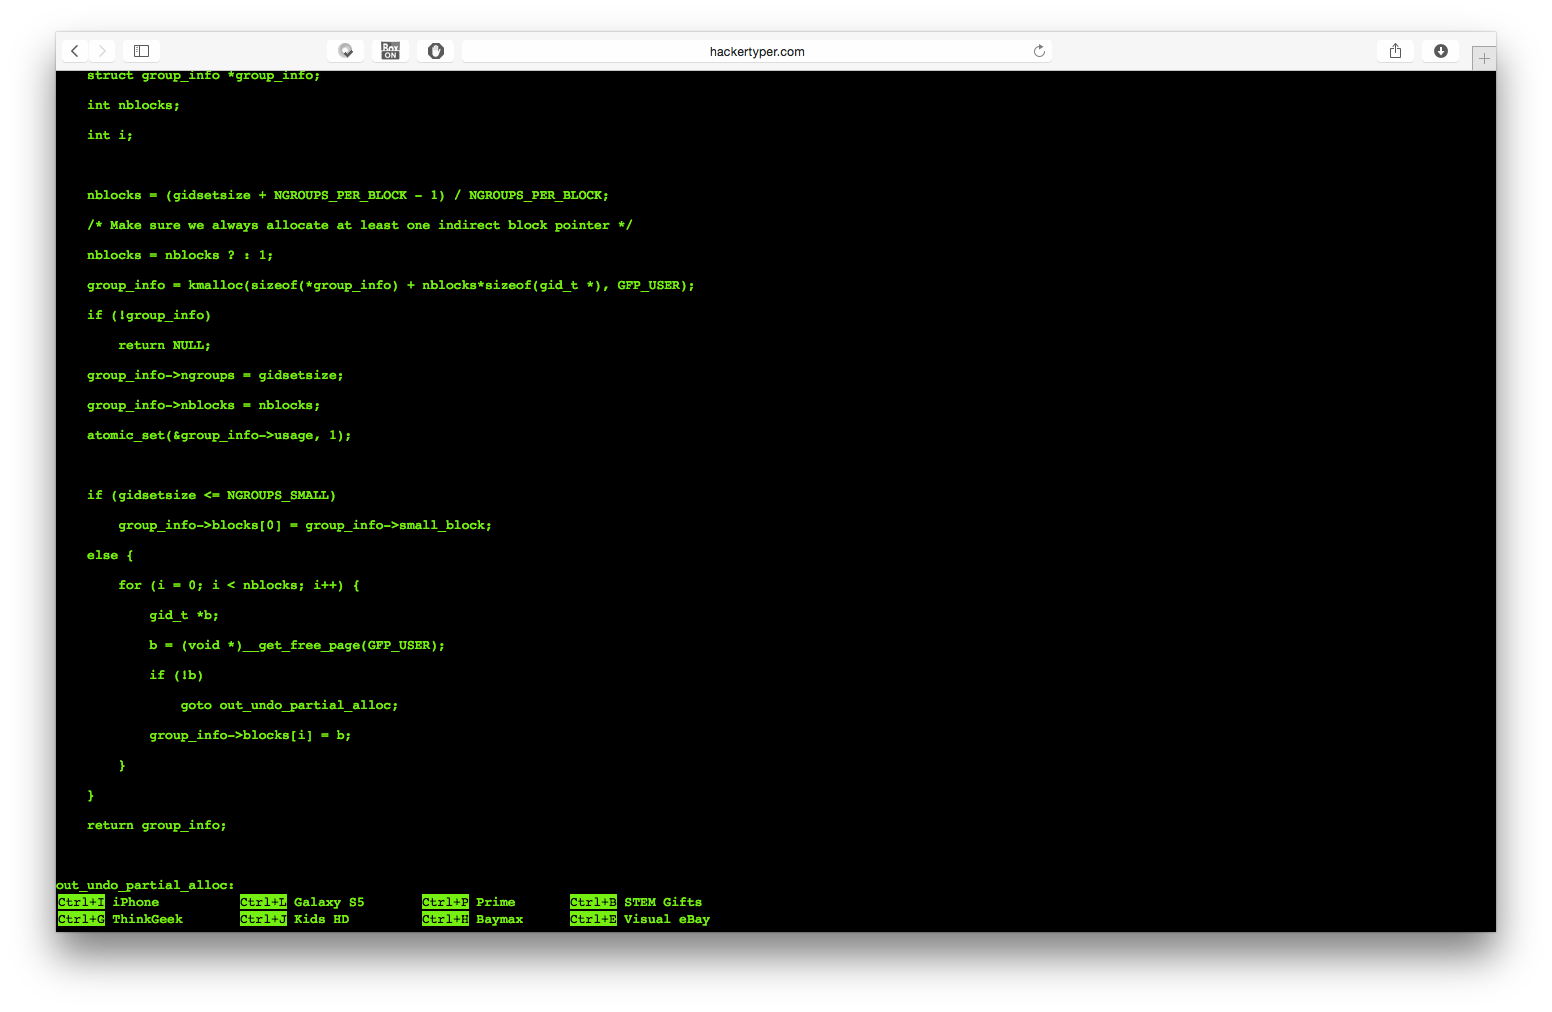 Box
ON
hackertyper.com
struct group_info *group_info;
int nblocks;
int i;
nblocks = (gidsetsize + NGROUPS_PER_BLOCK - 1) / NGROUPS_PER_BLOCK;
/* Make sure we always allocate at least one indirect block pointer */
nblocks = nblocks ? : 1;
group_info = kmalloc(sizeof(*group_info) + nblocks*sizeof(gid_t *), GFP_USER);
if (!group_info)
return NULL;
group_info->ngroups = gidsetsize;
group_info->nblocks = nblocks;
atomic_set(&group_info->usage, 1);
if (gidsetsize <= NGROUPS_SMALL)
group_info->blocks[0] = group_info->small_block;
else {
for (i = 0; i < nblocks; i++) {
gid_t *b;
b = (void *)__get_free_page(GFP_USER);
if (!b)
goto out_undo_partial_alloc;
group_info->blocks[i] = b;
}
}
return group_info;
out_undo_partial_alloc:
Ctrl+I iPhone Ctrl+L Galaxy S5 Ctrl+P Prime Ctrl+B STEM Gifts
Ctrl+G ThinkGeek Ctrl+J Kids HD Ctrl+H Baymax Ctrl+E Visual eBay